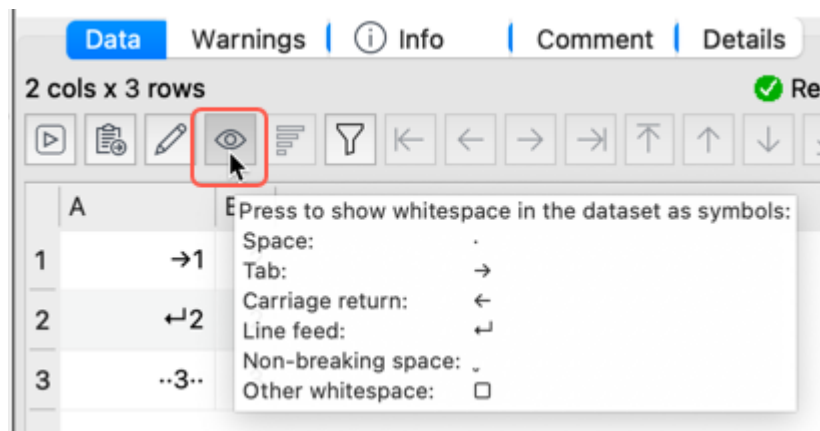 Data Warnings Info Comment Details
2 cols x 3 rows Re
A
1 →1
2 ↵2
3 ··3··
Press to show whitespace in the dataset as symbols:
Space: ·
Tab: →
Carriage return: ←
Line feed: ↵
Non-breaking space: ˬ
Other whitespace: □